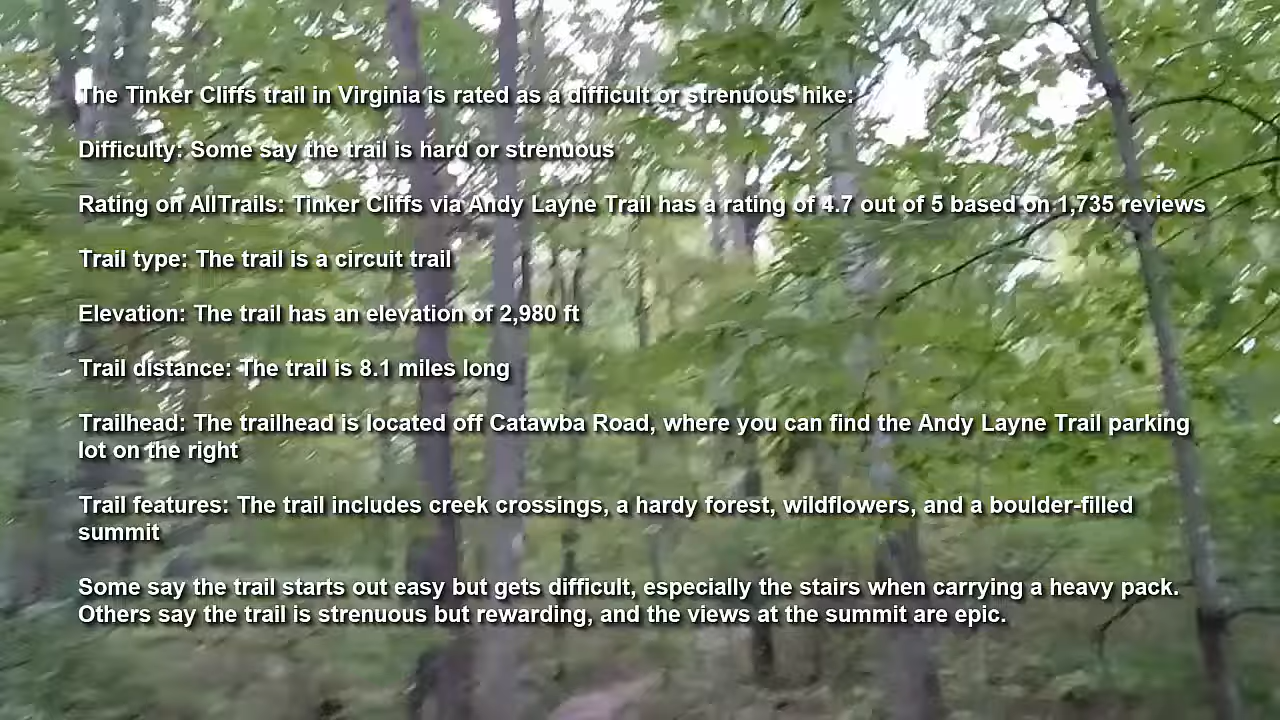 The Tinker Cliffs trail in Virginia is rated as a difficult or strenuous hike:
Difficulty: Some say the trail is hard or strenuous
Rating on AllTrails: Tinker Cliffs via Andy Layne Trail has a rating of 4.7 out of 5 based on 1,735 reviews
Trail type: The trail is a circuit trail
Elevation: The trail has an elevation of 2,980 ft
Trail distance: The trail is 8.1 miles long
Trailhead: The trailhead is located off Catawba Road, where you can find the Andy Layne Trail parking
lot on the right
Trail features: The trail includes creek crossings, a hardy forest, wildflowers, and a boulder-filled
summit
Some say the trail starts out easy but gets difficult, especially the stairs when carrying a heavy pack.
Others say the trail is strenuous but rewarding, and the views at the summit are epic.